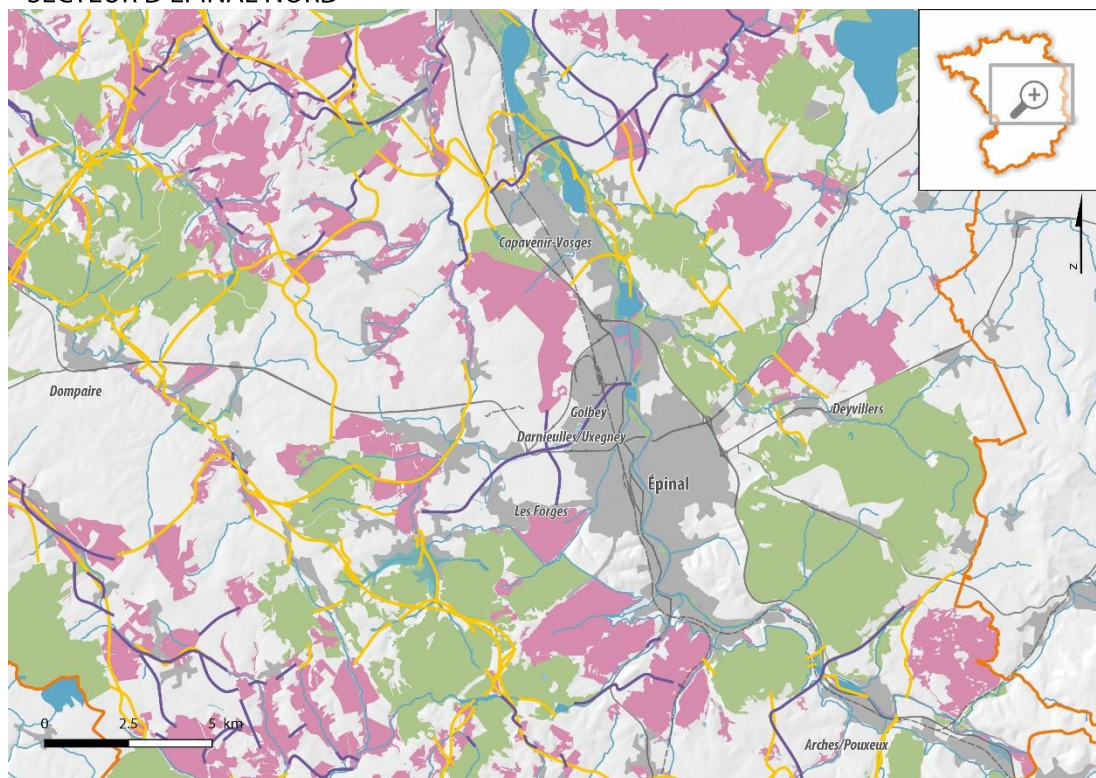 SECTEUR D'ÉPINAL NORD
Capavenir-Vosges
Dompaire
Golbey
Deyvillers
Darnieulles/Uxegney
Épinal
Les Forges
0 2.5 5 km
Arches/Pouxeux
N